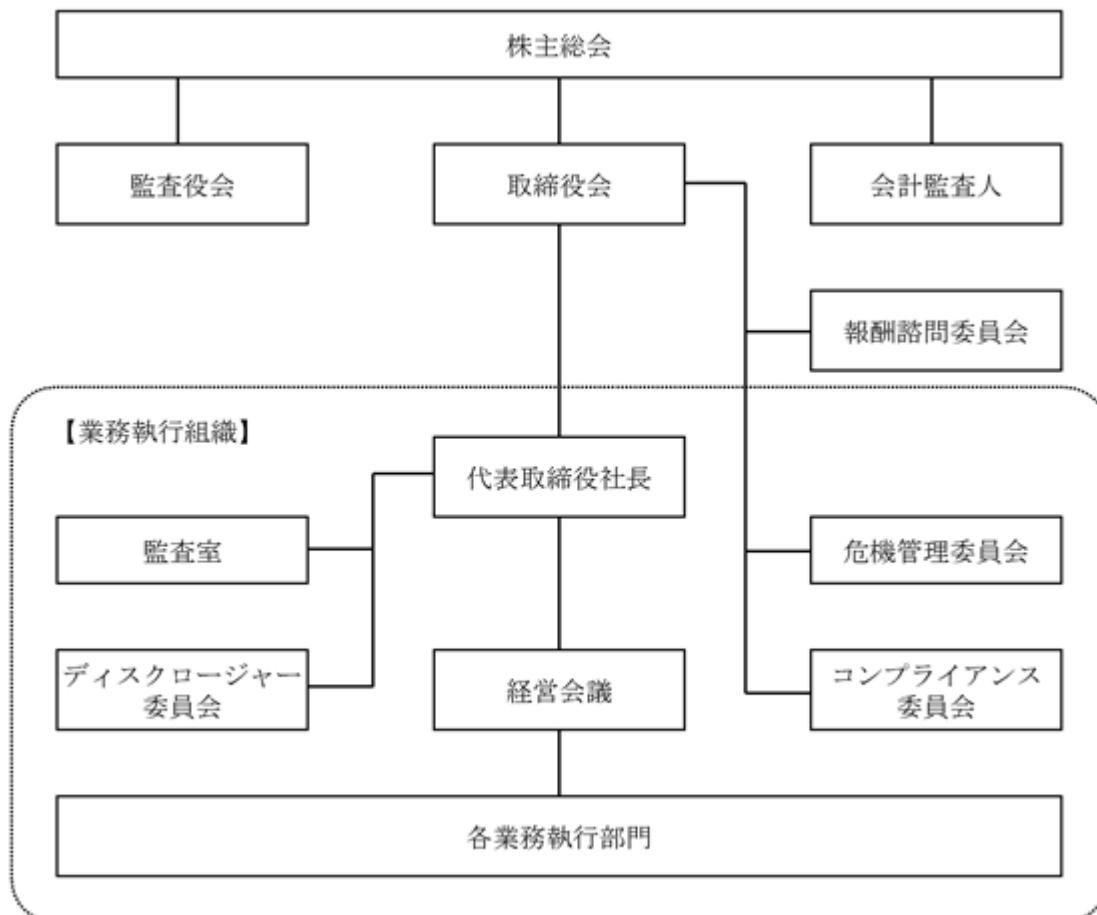 株主総会
監査役会
取締役会
会計監査人
報酬諮問委員会
【業務執行組織】
代表取締役社長
監査室
危機管理委員会
ディスクロージャー
委員会
経営会議
コンプライアンス
委員会
各業務執行部門